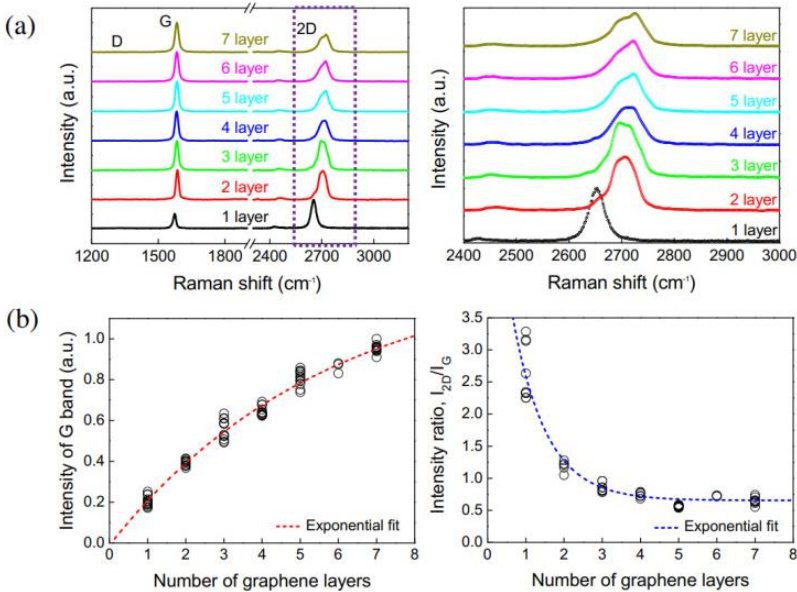 (a)
D
G
2D
7 layer
6 layer
5 layer
4 layer
3 layer
2 layer
1 layer
Intensity (a.u.)
1200 1600 1800 2400 2700 3000
Raman shift (cm-1)
7 layer
6 layer
5 layer
4 layer
3 layer
2 layer
1 layer
Intensity (a.u.)
2400 2500 2600 2700 2800 2900 3000
Raman shift (cm-1)
(b)
1.0
0.8
0.6
0.4
0.2
0.0
Intensity of G band (a.u.)
Exponential fit
0 1 2 3 4 5 6 7 8
Number of graphene layers
3.5
3.0
2.5
2.0
1.5
1.0
0.5
0.0
Intensity ratio, I2D/IG
Exponential fit
0 1 2 3 4 5 6 7 8
Number of graphene layers